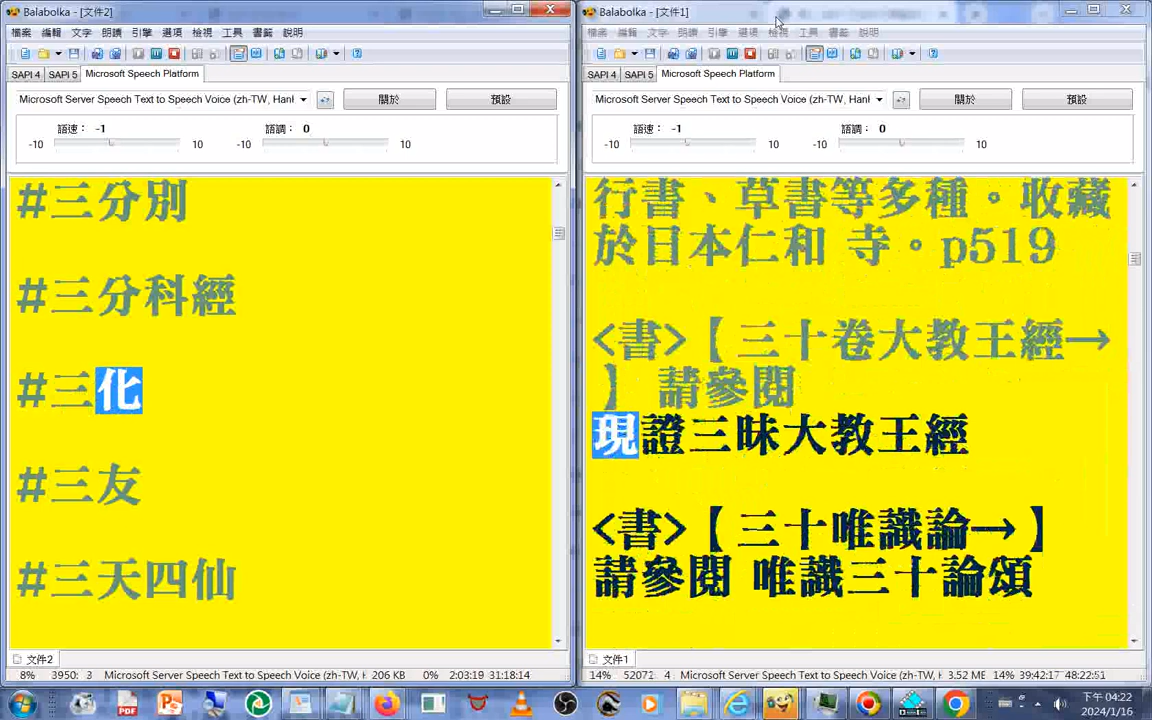 Balabolka - [文件2]
檔案 編輯 文字 朗讀 引擎 選項 檢視 工具 書籤 說明
SAPI 4 SAPI 5 Microsoft Speech Platform
Microsoft Server Speech Text to Speech Voice (zh-TW, Hanl
關於 預設
語速： -1 語調： 0
-10 10 -10 10
#三分別
#三分科經
#三化
#三友
#三天四仙
文件2
8% 3950: 3 Microsoft Server Speech Text to Speech Voice (zh-TW, H 206 KB 0% 2:03:19 31:18:14
Balabolka - [文件1]
檔案 編輯 文字 朗讀 引擎 選項 檢視 工具 書籤 說明
SAPI 4 SAPI 5 Microsoft Speech Platform
Microsoft Server Speech Text to Speech Voice (zh-TW, Hanl
關於 預設
語速： -1 語調： 0
-10 10 -10 10
行書、草書等多種。收藏
於日本仁和 寺。p519
<書>【三十卷大教王經→
】 請參閱
現證三昧大教王經
<書>【三十唯識論→】
請參閱 唯識三十論頌
文件1
14% 52071: 4 Microsoft Server Speech Text to Speech Voice (zh-TW, H 3.52 ME 14% 39:42:17 48:22:51
下午 04:22
2024/1/16